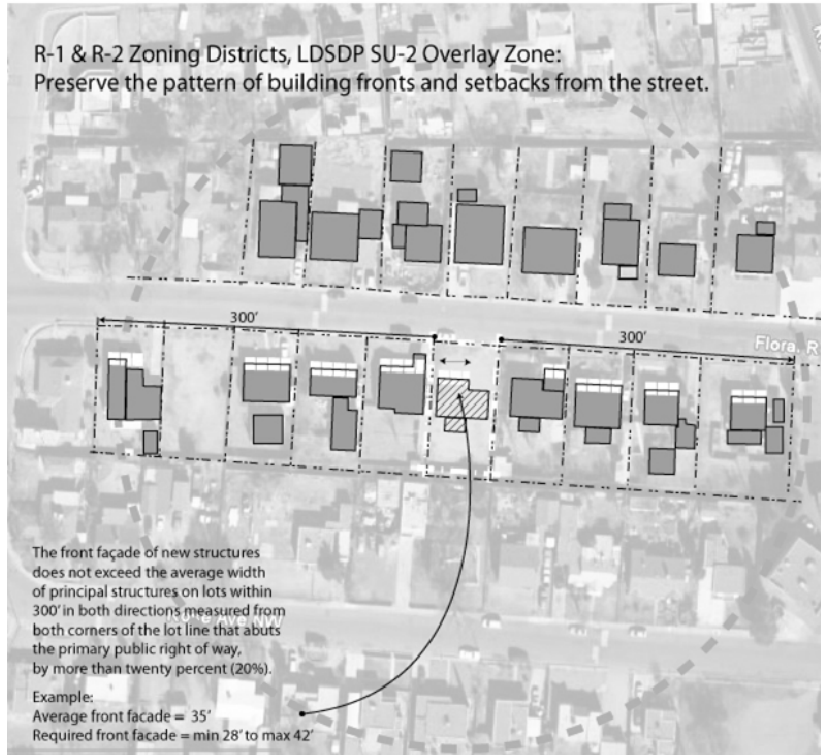 R-1 & R-2 Zoning Districts, LDSDP SU-2 Overlay Zone:
Preserve the pattern of building fronts and setbacks from the street.
300'
300'
Flora. R
The front façade of new structures
does not exceed the average width
of principal structures on lots within
300' in both directions measured from
both corners of the lot line that abuts
the primary public right of way,
by more than twenty percent (20%).
Ave NW
Example:
Average front facade = 35"
Required front facade = min 28" to max 42'